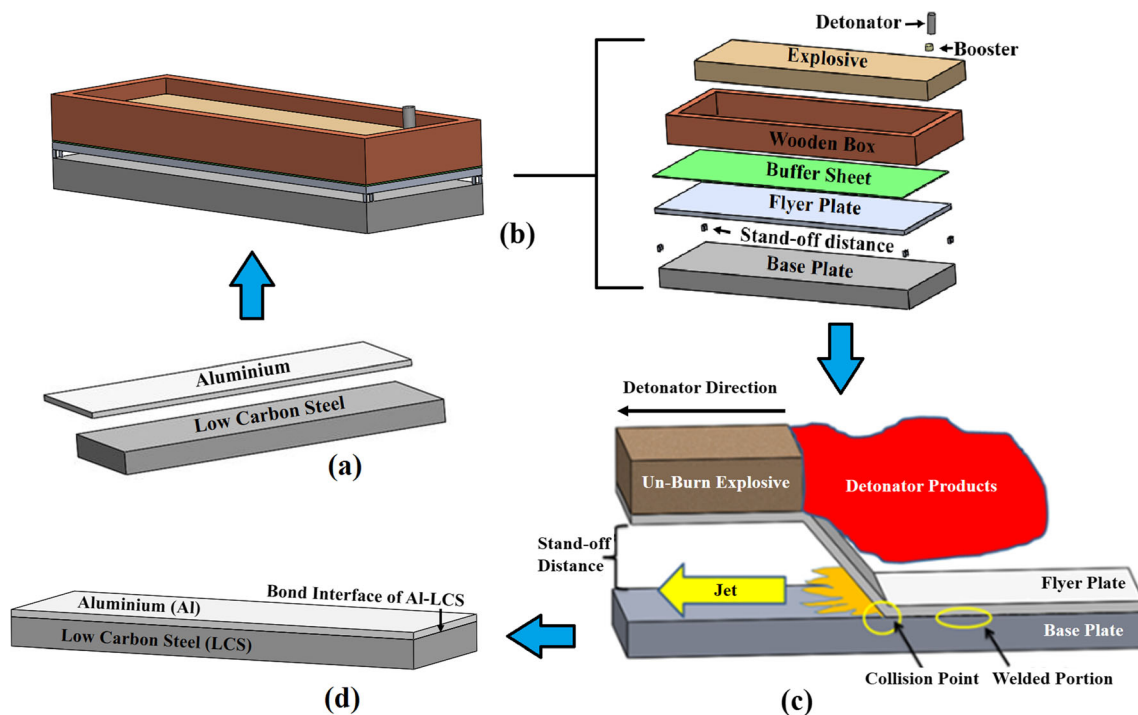 Detonator
Booster
Explosive
Wooden Box
Buffer Sheet
Flyer Plate
Stand-off distance
Base Plate
(b)
Aluminium
Low Carbon Steel
(a)
Detonator Direction
Un-Burn Explosive
Detonator Products
Stand-off
Distance
Jet
Flyer Plate
Base Plate
Collision Point
Welded Portion
(c)
Bond Interface of Al-LCS
Aluminium (Al)
Low Carbon Steel (LCS)
(d)